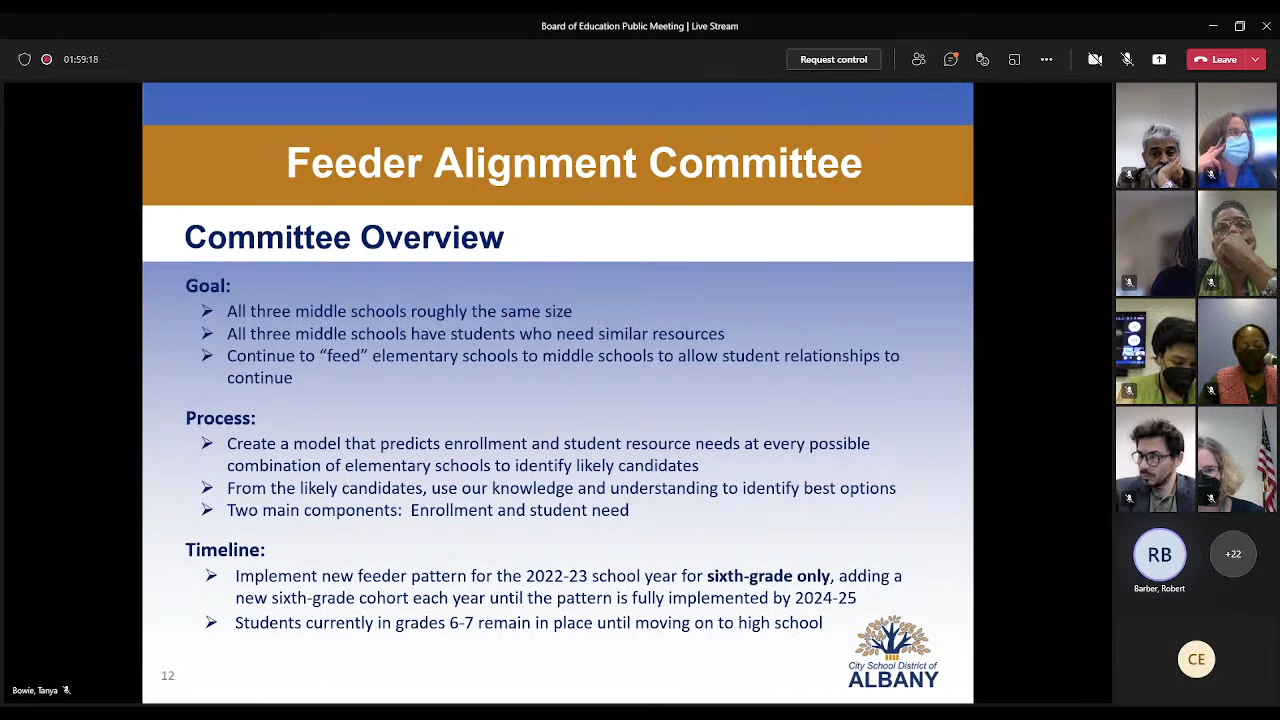 Board of Education Public Meeting | Live Stream
01:59:18
Request control
Leave
Feeder Alignment Committee
Committee Overview
Goal:
All three middle schools roughly the same size
All three middle schools have students who need similar resources
Continue to “feed” elementary schools to middle schools to allow student relationships to
continue
Process:
Create a model that predicts enrollment and student resource needs at every possible
combination of elementary schools to identify likely candidates
From the likely candidates, use our knowledge and understanding to identify best options
Two main components: Enrollment and student need
Timeline:
Implement new feeder pattern for the 2022-23 school year for sixth-grade only, adding a
new sixth-grade cohort each year until the pattern is fully implemented by 2024-25
Students currently in grades 6-7 remain in place until moving on to high school
12
City School District of
ALBANY
Bowie, Tanya
RB
+22
Barber, Robert
CE